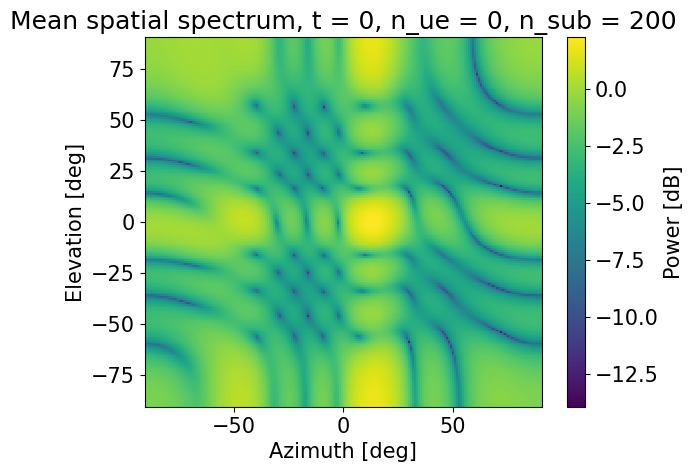 Mean spatial spectrum, t = 0, n_ue = 0, n_sub = 200
75
50
25
0
−25
−50
−75
Elevation [deg]
−50 0 50
Azimuth [deg]
0.0
−2.5
−5.0
−7.5
−10.0
−12.5
Power [dB]